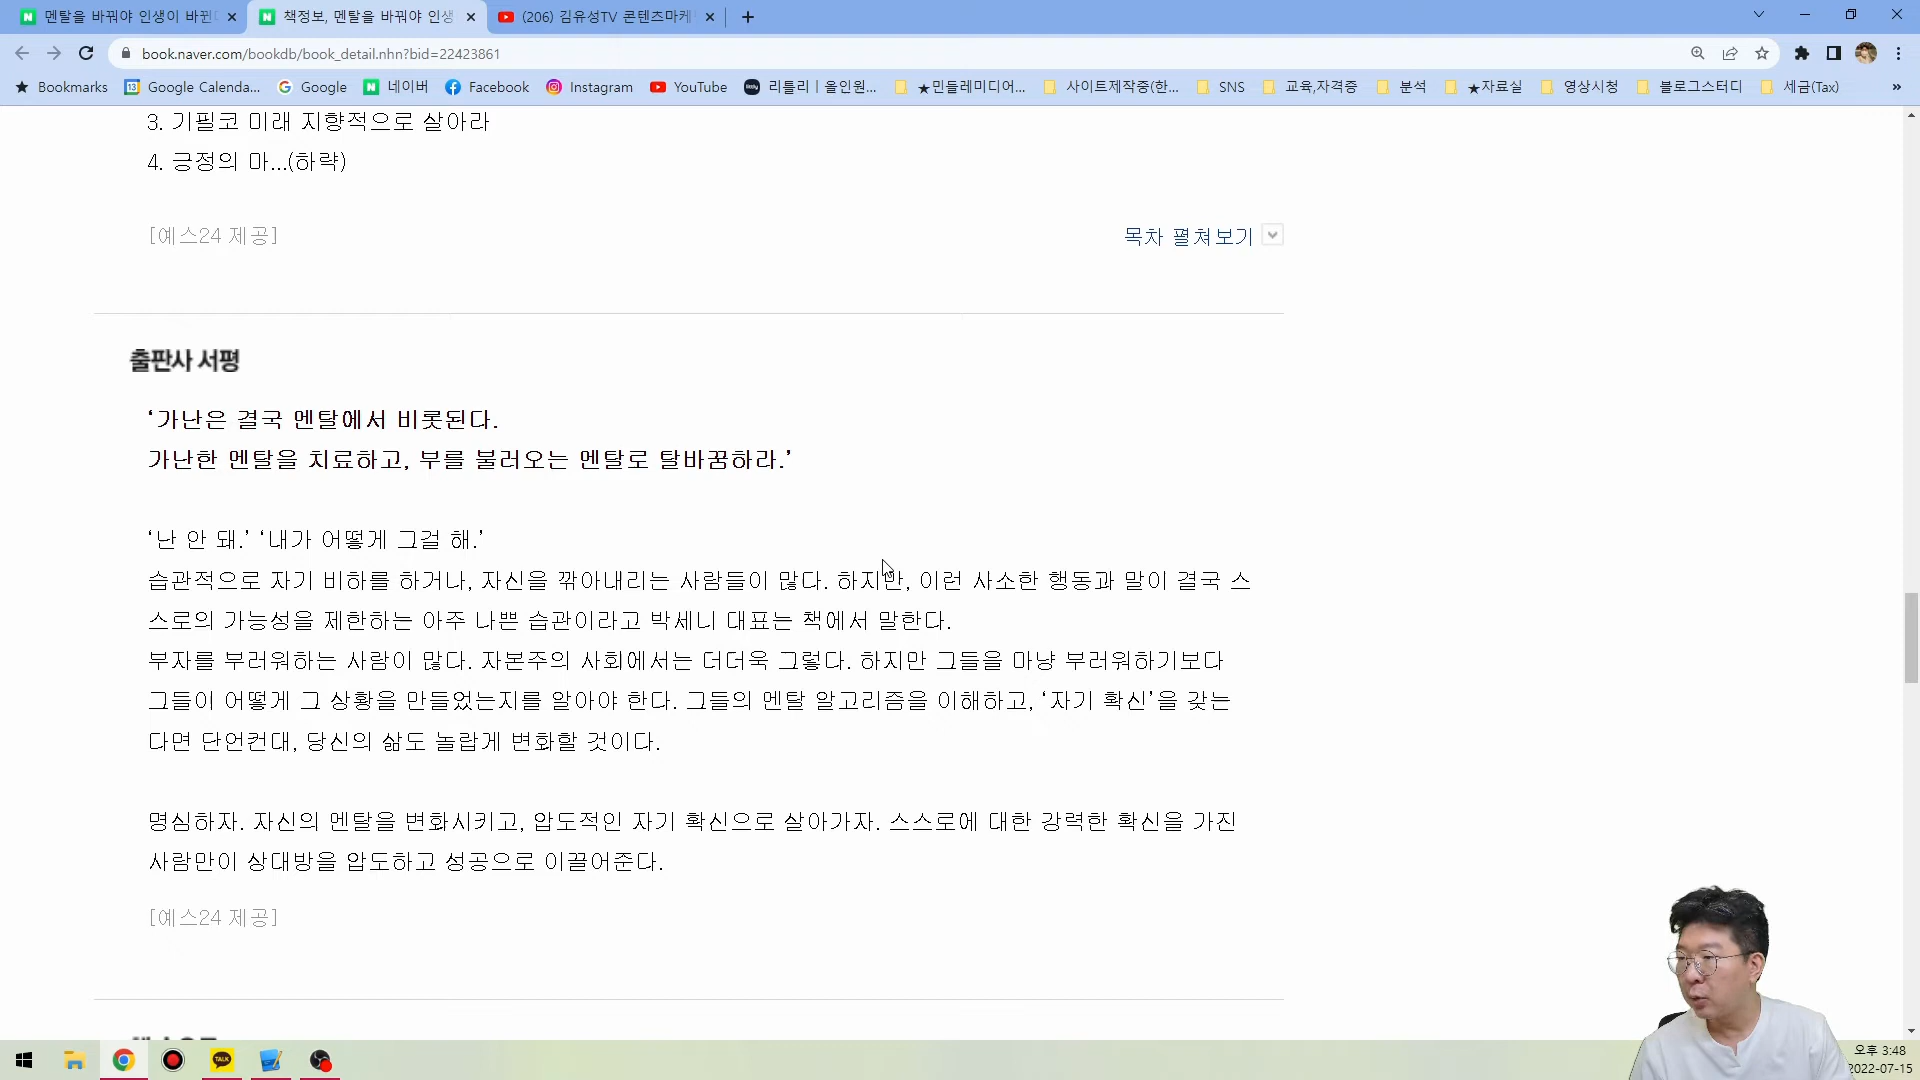 멘탈을 바꿔야 인생이 바뀐다
책정보, 멘탈을 바꿔야 인생
(206) 김유성TV 콘텐츠마케
book.naver.com/bookdb/book_detail.nhn?bid=22423861
Bookmarks
Google Calenda...
Google
네이버
Facebook
Instagram
YouTube
리틀리 | 올인원...
★민들레미디어...
사이트제작중(한...
SNS
교육,자격증
분석
★자료실
영상시청
블로그스터디
세금(Tax)
»
3. 기필코 미래 지향적으로 살아라
4. 긍정의 마...(하략)
[예스24 제공]
목차 펼쳐보기
출판사 서평
‘가난은 결국 멘탈에서 비롯된다.
가난한 멘탈을 치료하고, 부를 불러오는 멘탈로 탈바꿈하라.’
‘난 안 돼.’ ‘내가 어떻게 그걸 해.’
습관적으로 자기 비하를 하거나, 자신을 깎아내리는 사람들이 많다. 하지만, 이런 사소한 행동과 말이 결국 스
스로의 가능성을 제한하는 아주 나쁜 습관이라고 박세니 대표는 책에서 말한다.
부자를 부러워하는 사람이 많다. 자본주의 사회에서는 더더욱 그렇다. 하지만 그들을 마냥 부러워하기보다
그들이 어떻게 그 상황을 만들었는지를 알아야 한다. 그들의 멘탈 알고리즘을 이해하고, ‘자기 확신’을 갖는
다면 단언컨대, 당신의 삶도 놀랍게 변화할 것이다.
명심하자. 자신의 멘탈을 변화시키고, 압도적인 자기 확신으로 살아가자. 스스로에 대한 강력한 확신을 가진
사람만이 상대방을 압도하고 성공으로 이끌어준다.
[예스24 제공]
TALK
오후 3:48
2022-07-15